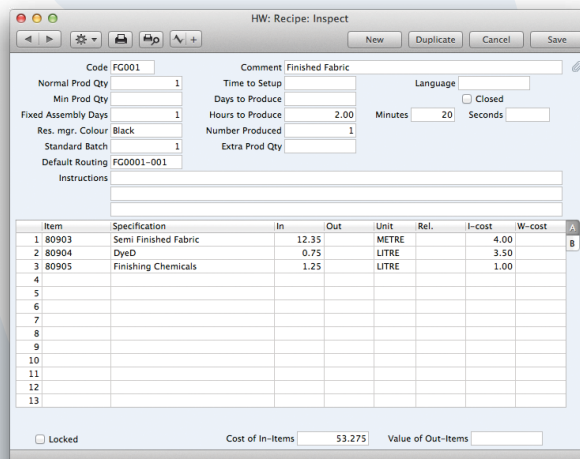 HW: Recipe: Inspect
New Duplicate Cancel Save
Code FG001 Comment Finished Fabric
Normal Prod Qty 1 Time to Setup Language
Min Prod Qty Days to Produce Closed
Fixed Assembly Days 1 Hours to Produce 2.00 Minutes 20 Seconds
Res. mgr. Colour Black Number Produced 1
Standard Batch 1 Extra Prod Qty
Default Routing FG0001-001
Instructions
Item Specification In Out Unit Rel. I-cost W-cost A
1 80903 Semi Finished Fabric 12.35 METRE 4.00 B
2 80904 DyeD 0.75 LITRE 3.50
3 80905 Finishing Chemicals 1.25 LITRE 1.00
4
5
6
7
8
9
10
11
12
13
Locked Cost of In-Items 53.275 Value of Out-Items